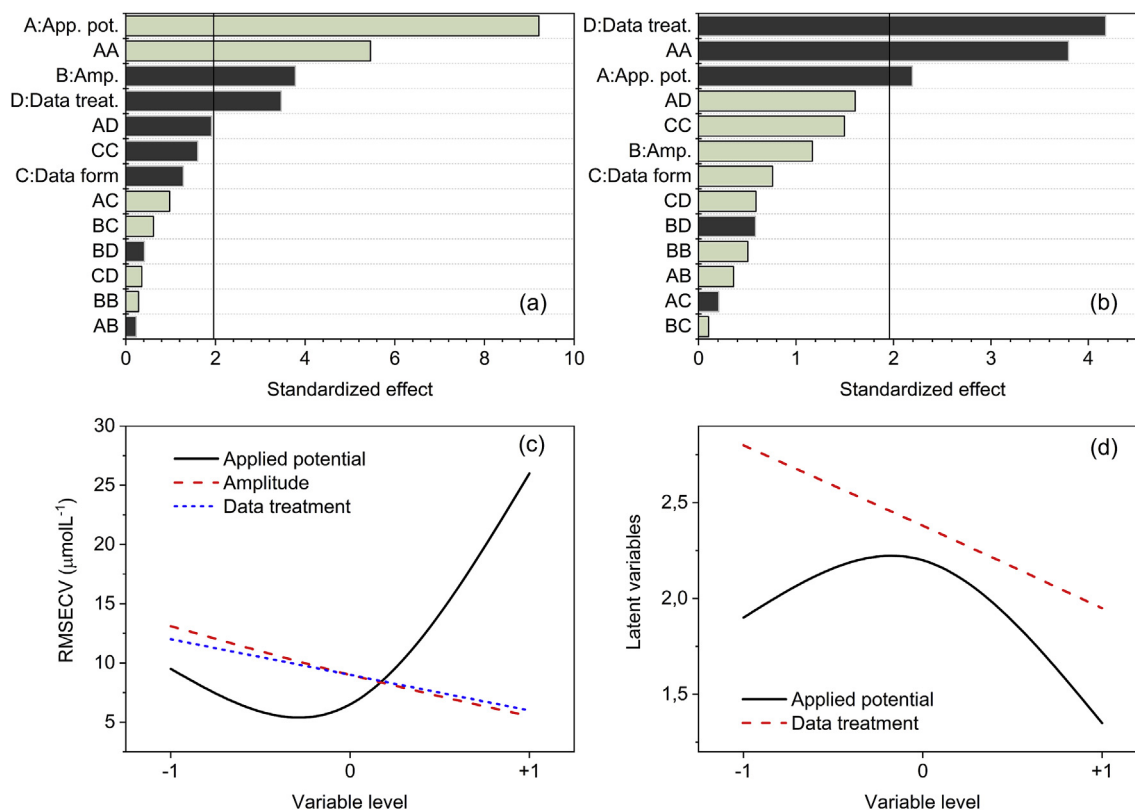 A:App. pot.
AA
B:Amp.
D:Data treat.
AD
CC
C:Data form
AC
BC
BD
CD
BB
AB
(a)
0 2 4 6 8 10
Standardized effect
D:Data treat.
AA
A:App. pot.
AD
CC
B:Amp.
C:Data form
CD
BD
BB
AB
AC
BC
(b)
0 1 2 3 4
Standardized effect
30
25
20
15
10
5
RMSECV (μmolL⁻¹)
(c)
Applied potential
Amplitude
Data treatment
-1 0 +1
Variable level
2,5
2.0
1.5
Latent variables
(d)
Applied potential
Data treatment
-1 0 +1
Variable level